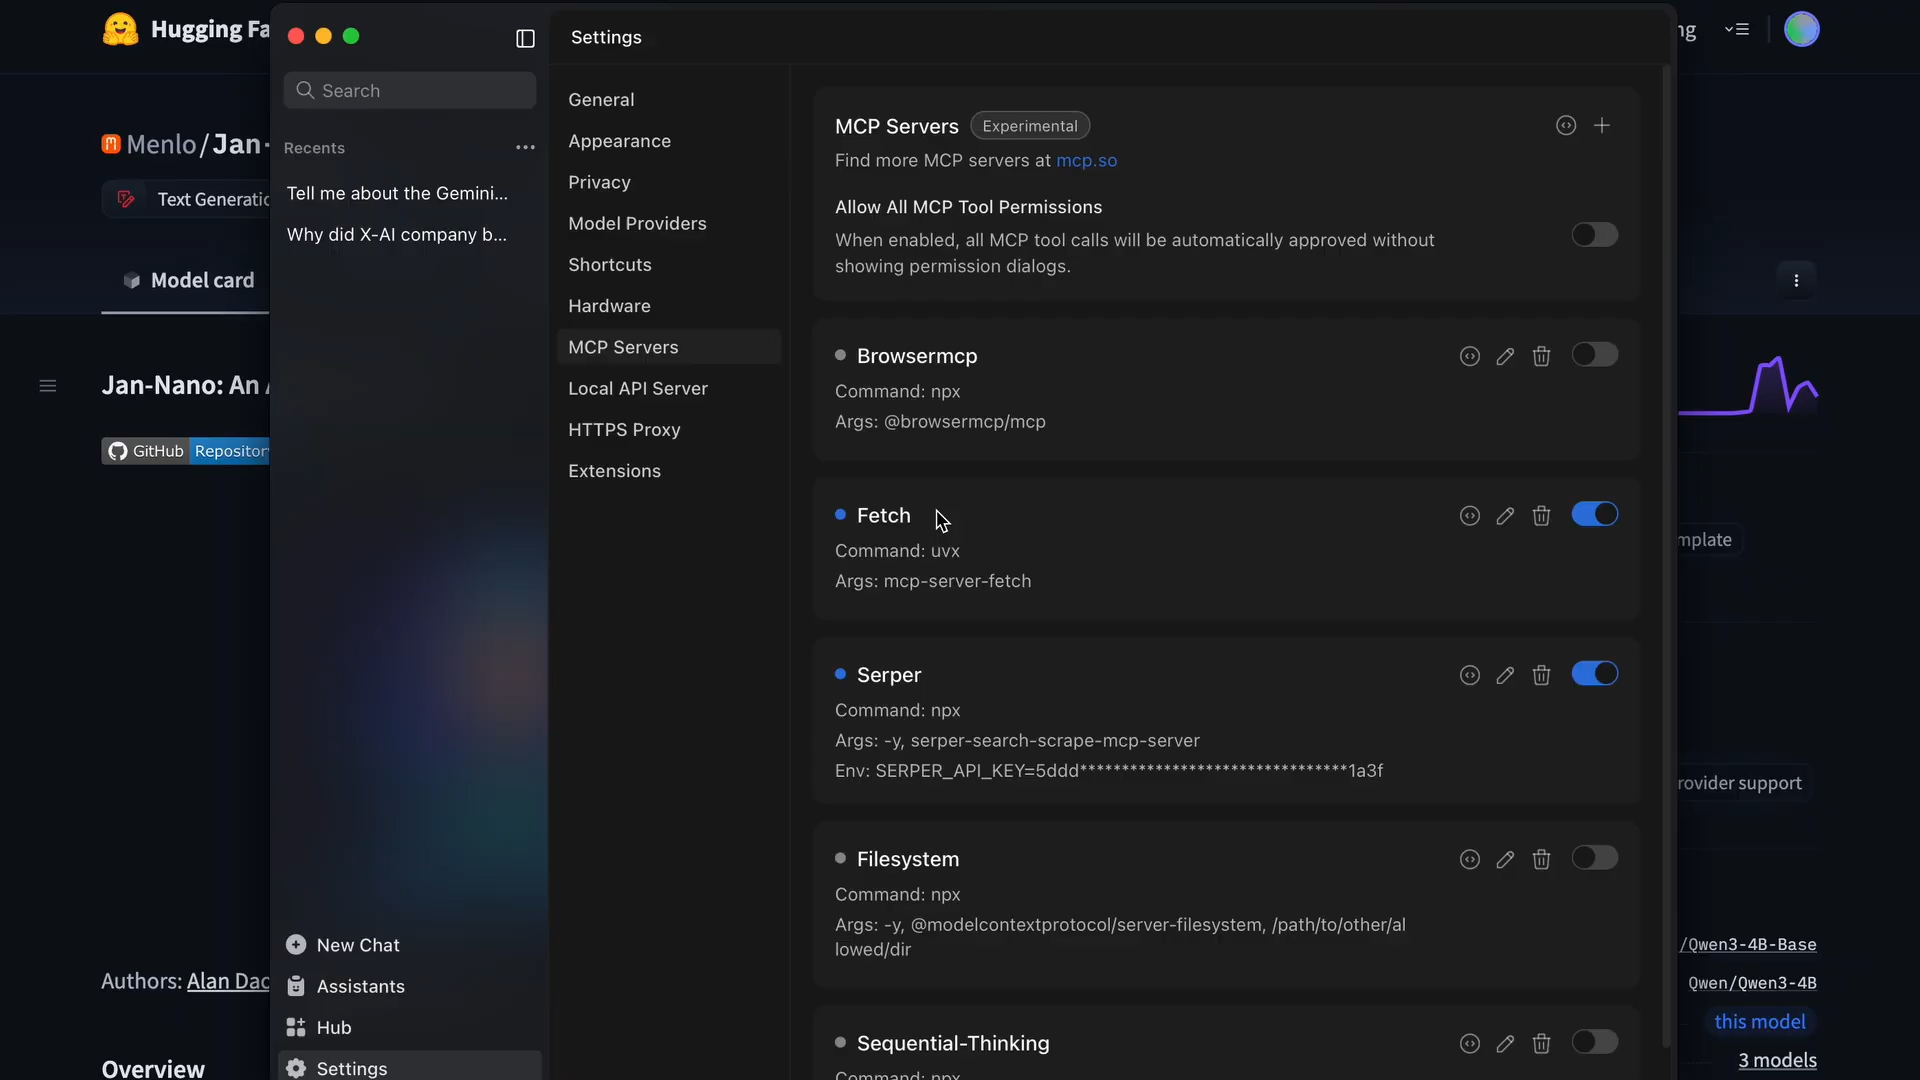 Hugging Fa
ng
Menlo/Jan-
Text Generatio
Model card
Jan-Nano: An A
GitHub Repository
Authors: Alan Dao
Overview
Search
Recents
Tell me about the Gemini...
Why did X-AI company b...
New Chat
Assistants
Hub
Settings
Settings
General
Appearance
Privacy
Model Providers
Shortcuts
Hardware
MCP Servers
Local API Server
HTTPS Proxy
Extensions
MCP Servers Experimental
Find more MCP servers at mcp.so
Allow All MCP Tool Permissions
When enabled, all MCP tool calls will be automatically approved without
showing permission dialogs.
Browsermcp
Command: npx
Args: @browsermcp/mcp
Fetch
Command: uvx
Args: mcp-server-fetch
Serper
Command: npx
Args: -y, serper-search-scrape-mcp-server
Env: SERPER_API_KEY=5ddd********************************1a3f
Filesystem
Command: npx
Args: -y, @modelcontextprotocol/server-filesystem, /path/to/other/al
lowed/dir
Sequential-Thinking
Command: npx
mplate
rovider support
/Qwen3-4B-Base
Qwen/Qwen3-4B
this model
3 models